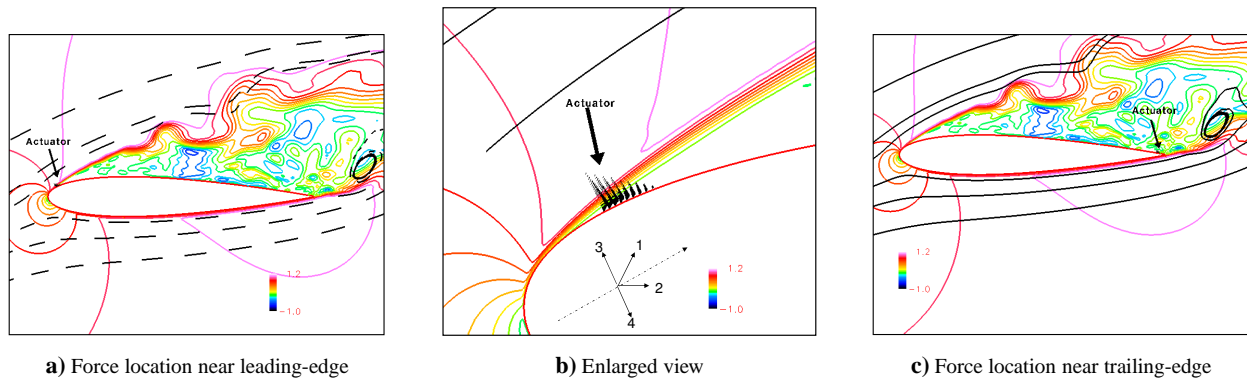 Actuator
1.2
-1.0
a) Force location near leading-edge
Actuator
3
1
2
4
1.2
-1.0
b) Enlarged view
Actuator
1.2
-1.0
c) Force location near trailing-edge